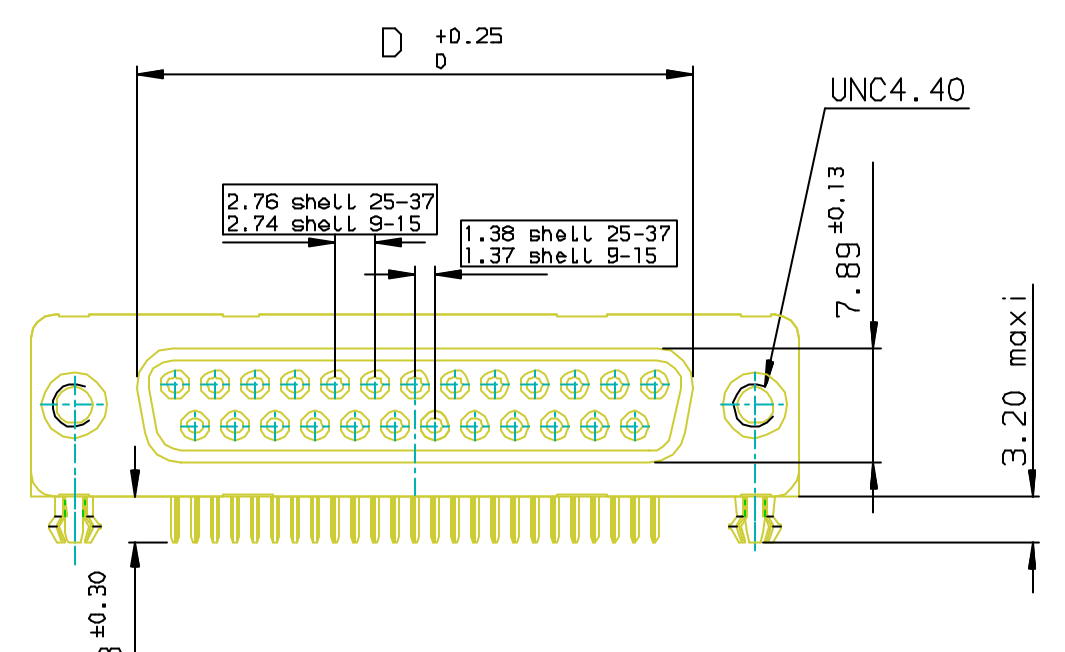 D +0.25
0
UNC4.40
2.76 shell 25-37
2.74 shell 9-15
1.38 shell 25-37
1.37 shell 9-15
7.89 ±0.13
3.20 maxi
±0.30